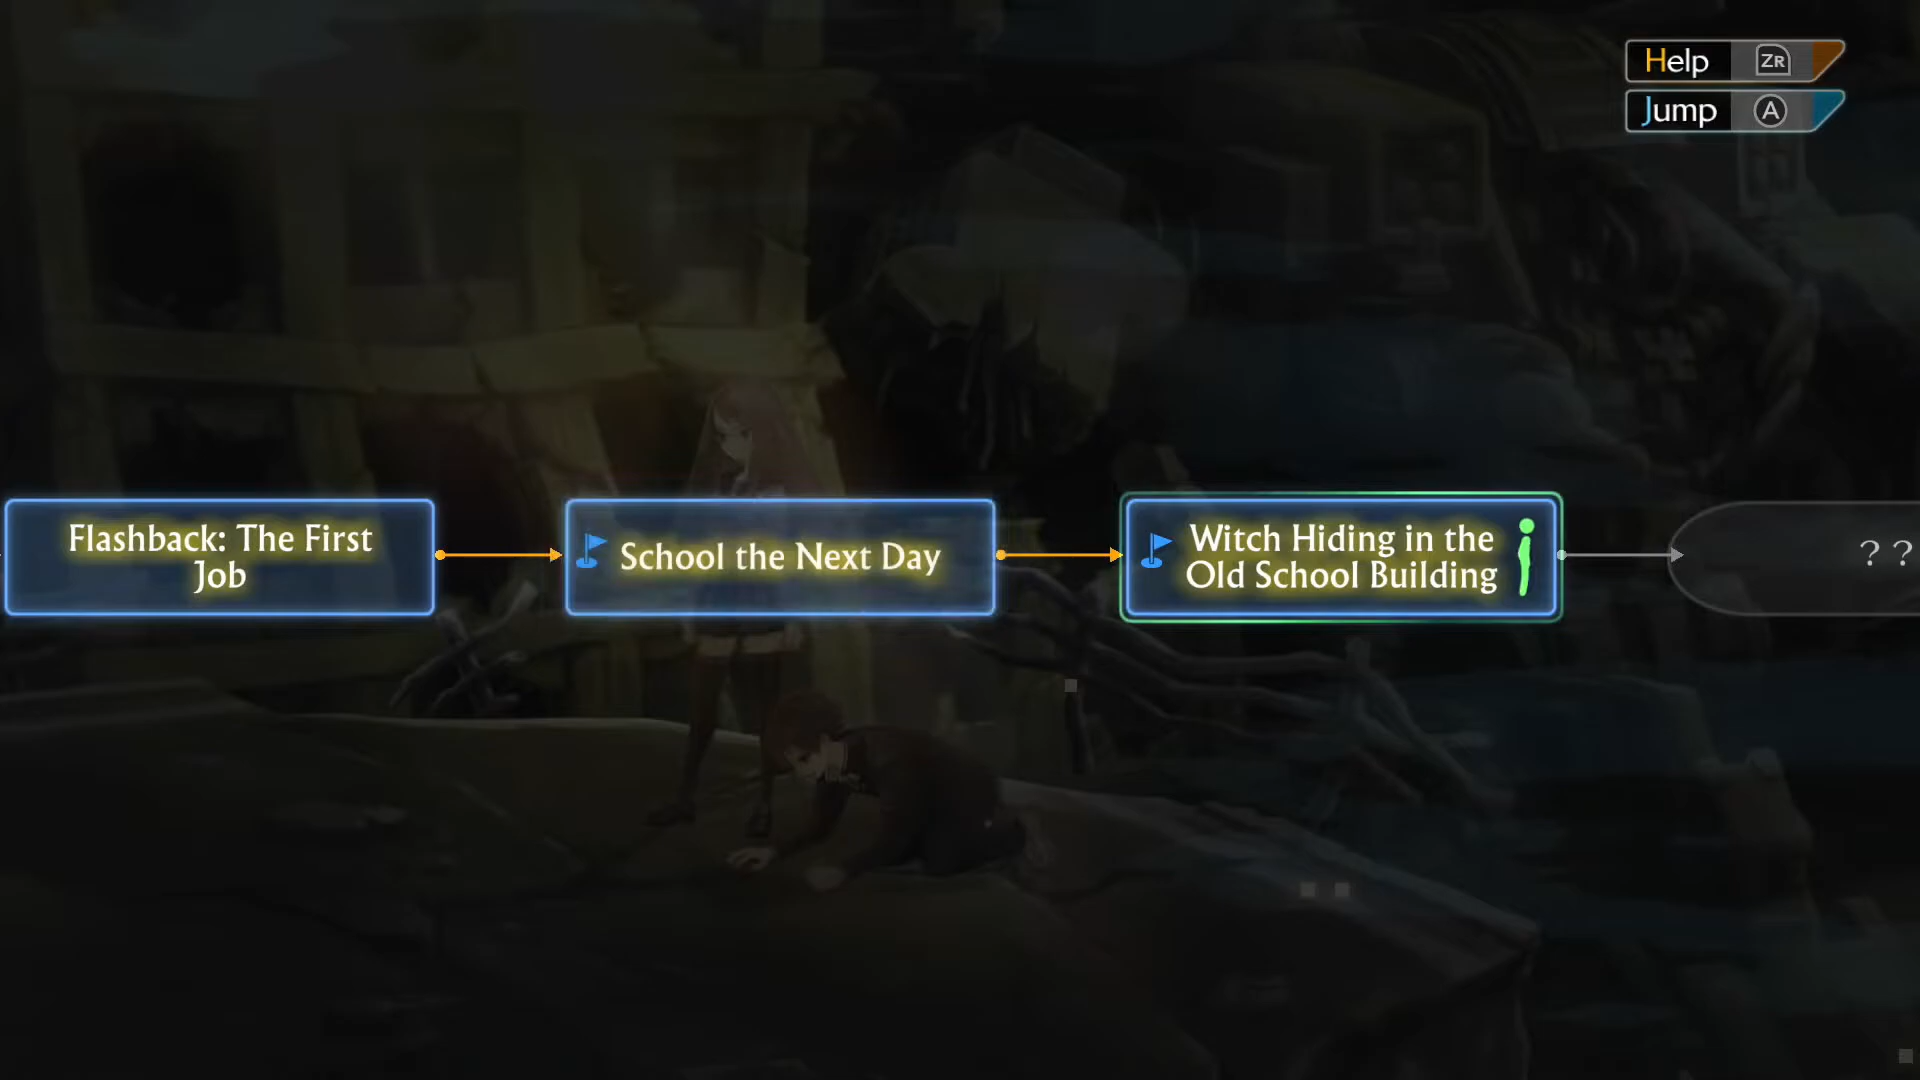 Help ZR
Jump A
Flashback: The First
Job
School the Next Day
Witch Hiding in the
Old School Building
? ?